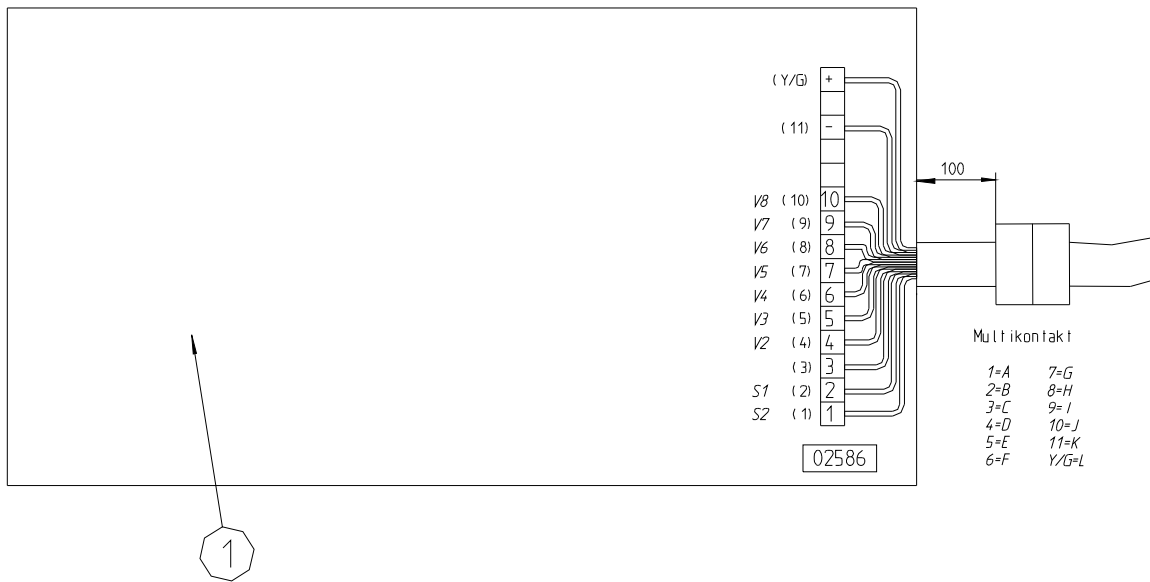 (Y/G) +
(11) -
100
V8 (10) 10
V7 (9) 9
V6 (8) 8
V5 (7) 7
V4 (6) 6
V3 (5) 5
V2 (4) 4
(3) 3
S1 (2) 2
S2 (1) 1
02586
Multikontakt
1=A 7=G
2=B 8=H
3=C 9=I
4=D 10=J
5=E 11=K
6=F Y/G=L
1